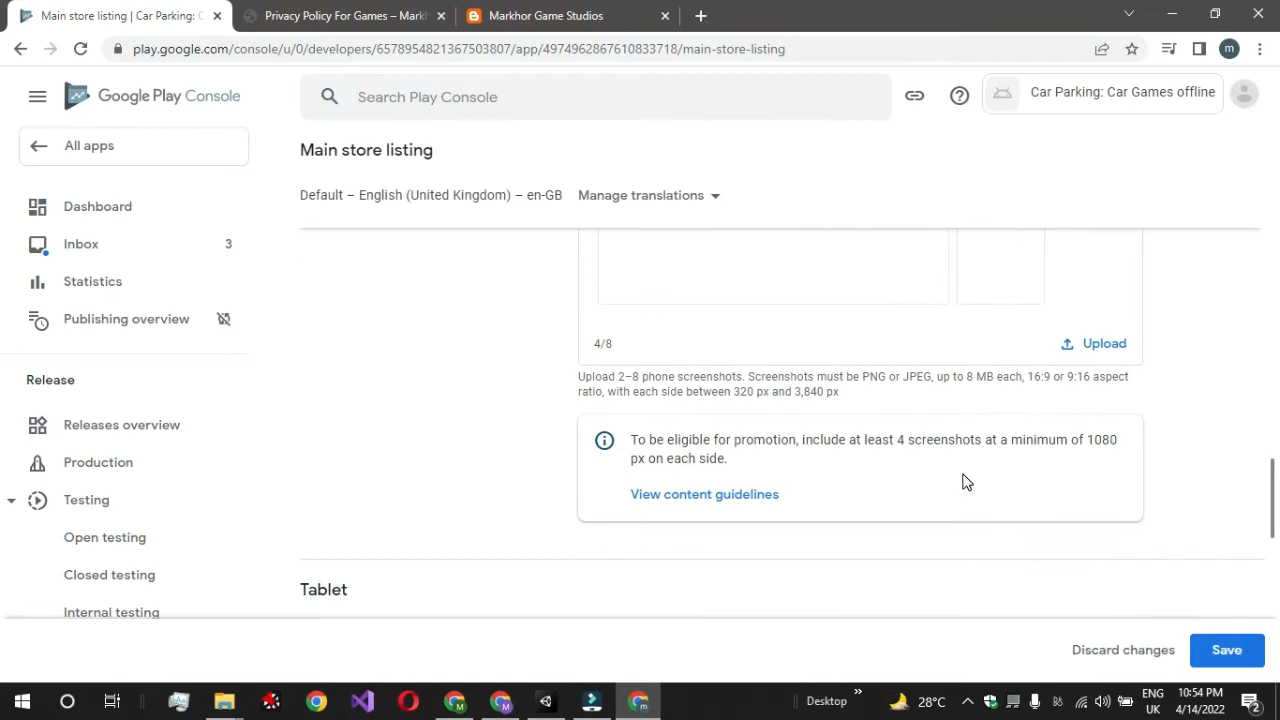 Main store listing | Car Parking: C
Privacy Policy For Games – Markh
Markhor Game Studios
play.google.com/console/u/0/developers/6578954821367503807/app/4974962867610833718/main-store-listing
m
Google Play Console
Search Play Console
Car Parking: Car Games offline
All apps
Main store listing
Default – English (United Kingdom) – en-GB
Manage translations
Dashboard
Inbox
3
Statistics
Publishing overview
Release
Releases overview
Production
Testing
Open testing
Closed testing
Internal testing
4/8
Upload
Upload 2–8 phone screenshots. Screenshots must be PNG or JPEG, up to 8 MB each, 16:9 or 9:16 aspect
ratio, with each side between 320 px and 3,840 px
To be eligible for promotion, include at least 4 screenshots at a minimum of 1080
px on each side.
View content guidelines
Tablet
Discard changes
Save
Desktop
28°C
ENG
UK
10:54 PM
4/14/2022
2